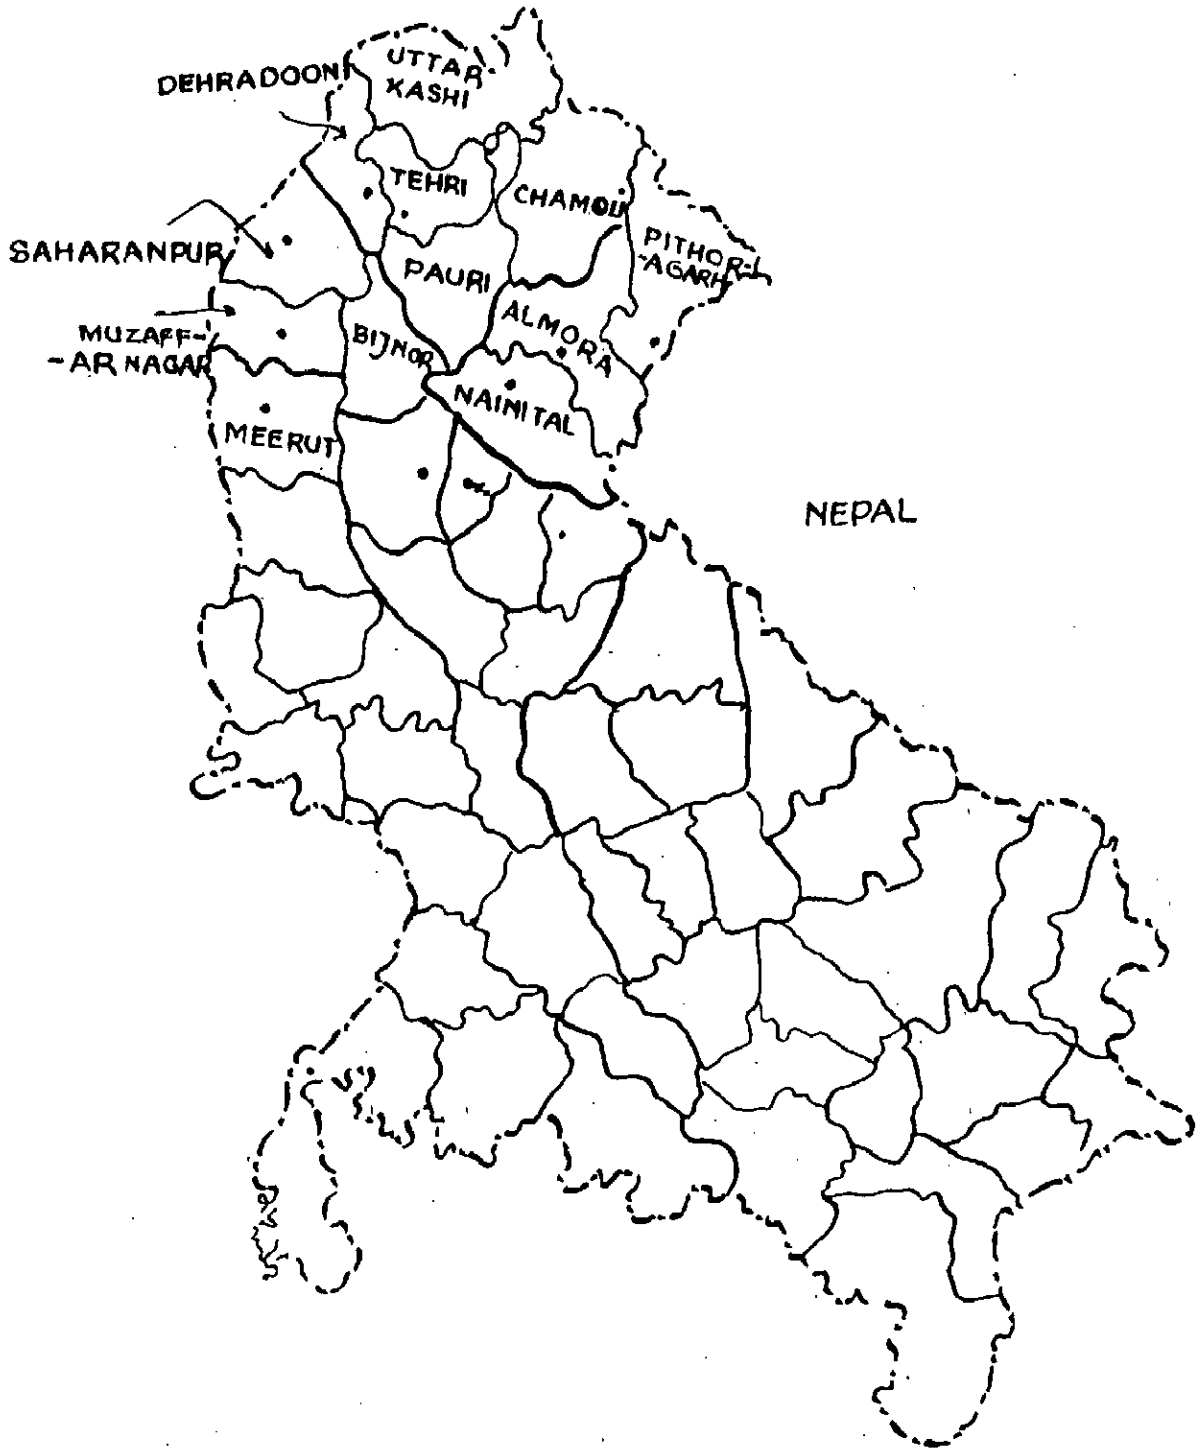 UTTAR-
KASHI
DEHRADOON
TEHRI
CHAMOLI
SAHARANPUR
PITHOR-
-AGARH
PAURI
ALMORA
MUZAFF-
-AR NAGAR
BIJNOR
NAINITAL
MEERUT
NEPAL